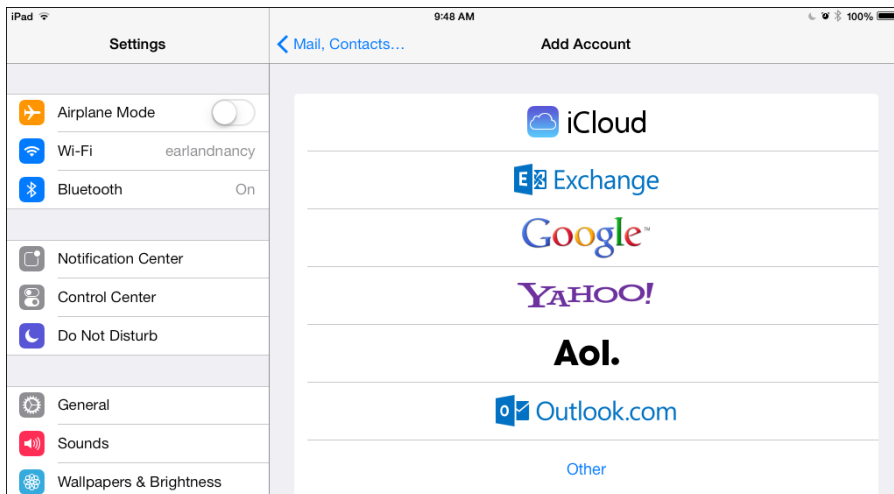 iPad 9:48 AM 100%
Settings
Mail, Contacts... Add Account
Airplane Mode
Wi-Fi earlandnancy
Bluetooth On
Notification Center
Control Center
Do Not Disturb
General
Sounds
Wallpapers & Brightness
iCloud
E Exchange
Google™
YAHOO!
Aol.
o Outlook.com
Other